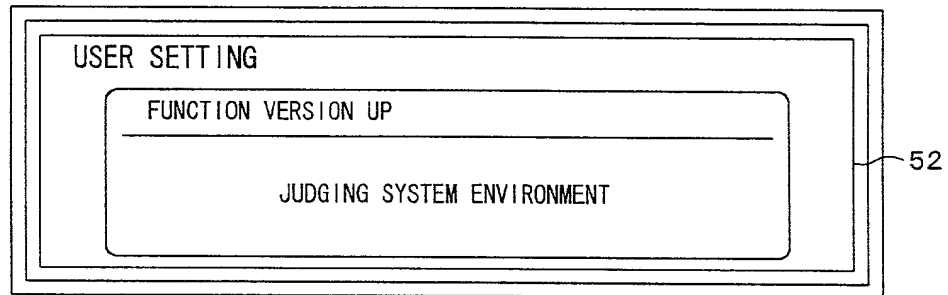 USER SETTING
FUNCTION VERSION UP
JUDGING SYSTEM ENVIRONMENT
52